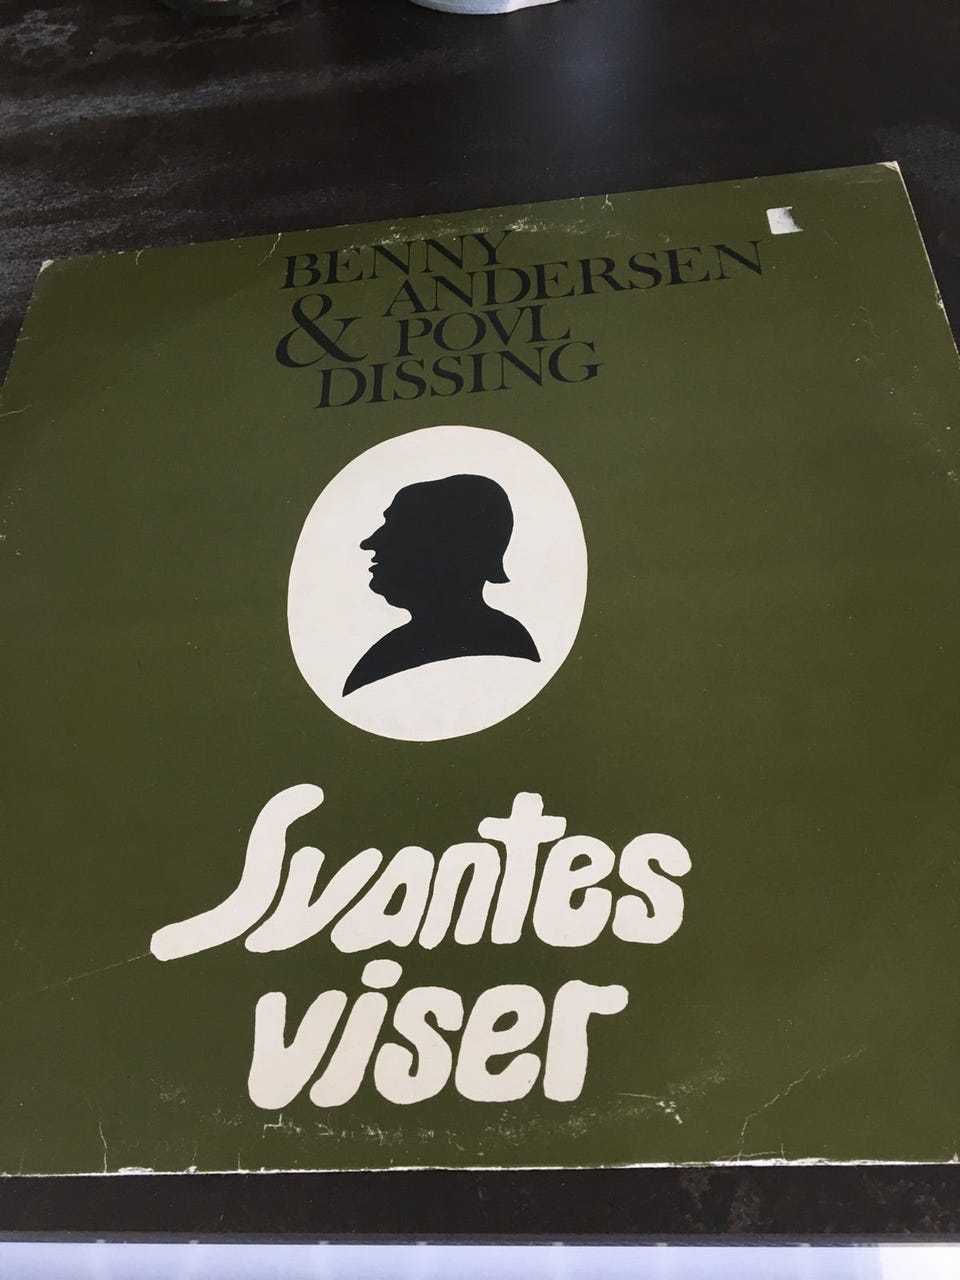 BENNY
& ANDERSEN
POVL
DISSING
Svantes
viser